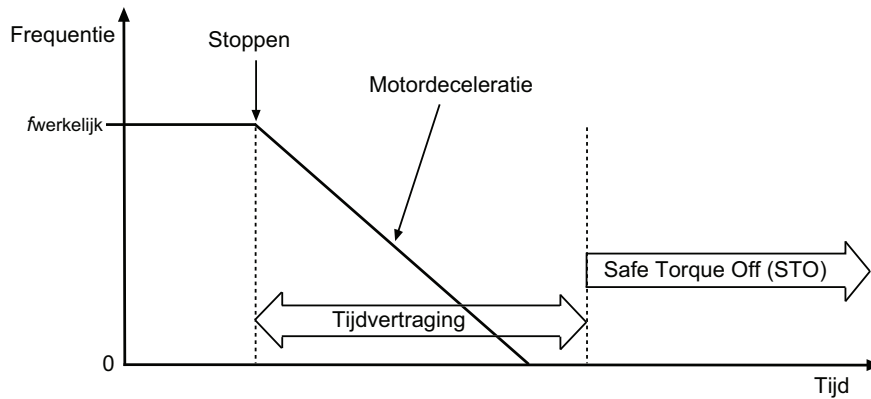 Frequentie
Stoppen
Motordeceleratie
fwerkelijk
Safe Torque Off (STO)
Tijdvertraging
0
Tijd